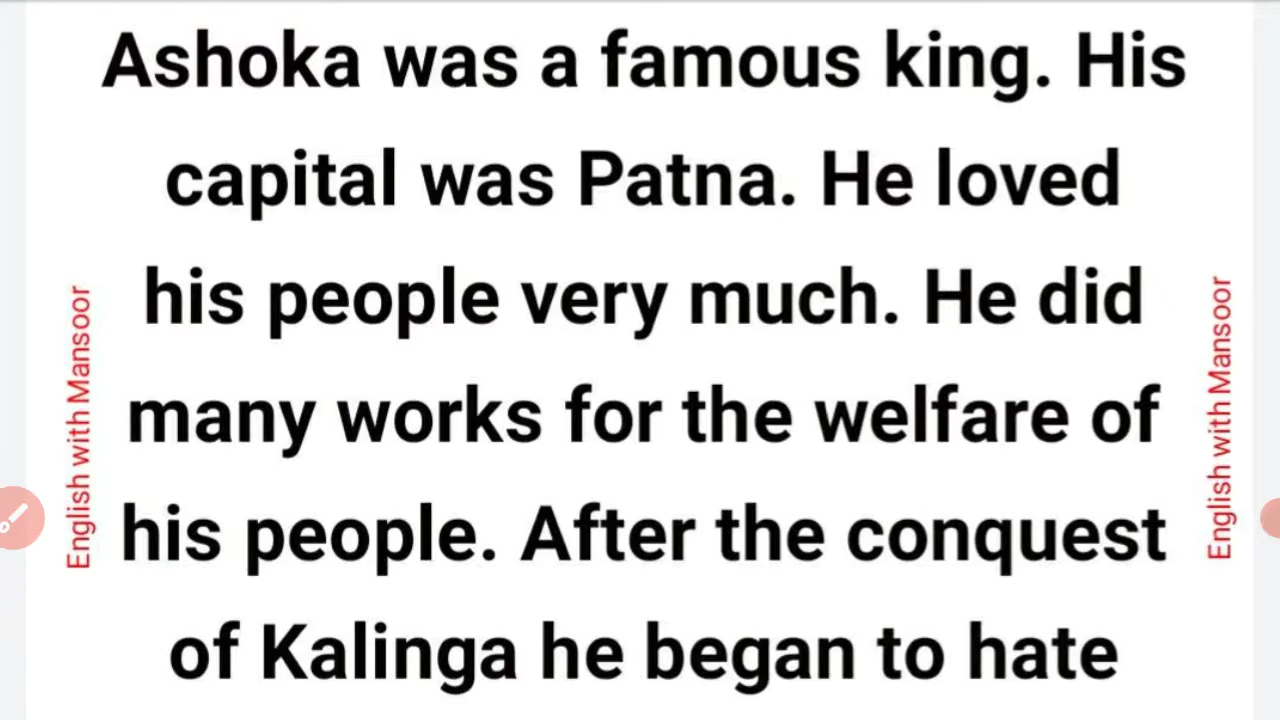 Ashoka was a famous king. His
capital was Patna. He loved
his people very much. He did
many works for the welfare of
his people. After the conquest
of Kalinga he began to hate
English with Mansoor
English with Mansoor